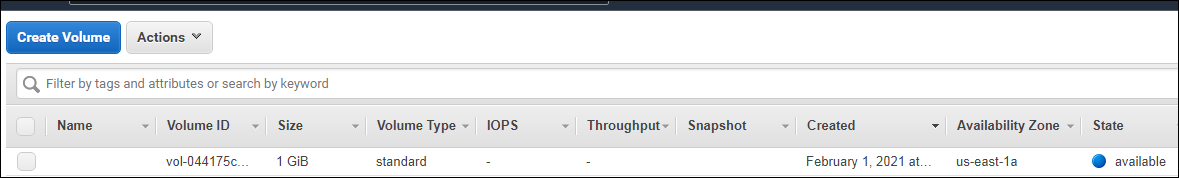 Create Volume Actions
Filter by tags and attributes or search by keyword
Name Volume ID Size Volume Type IOPS Throughput Snapshot Created Availability Zone State
vol-044175c... 1 GiB standard - - February 1, 2021 at... us-east-1a available